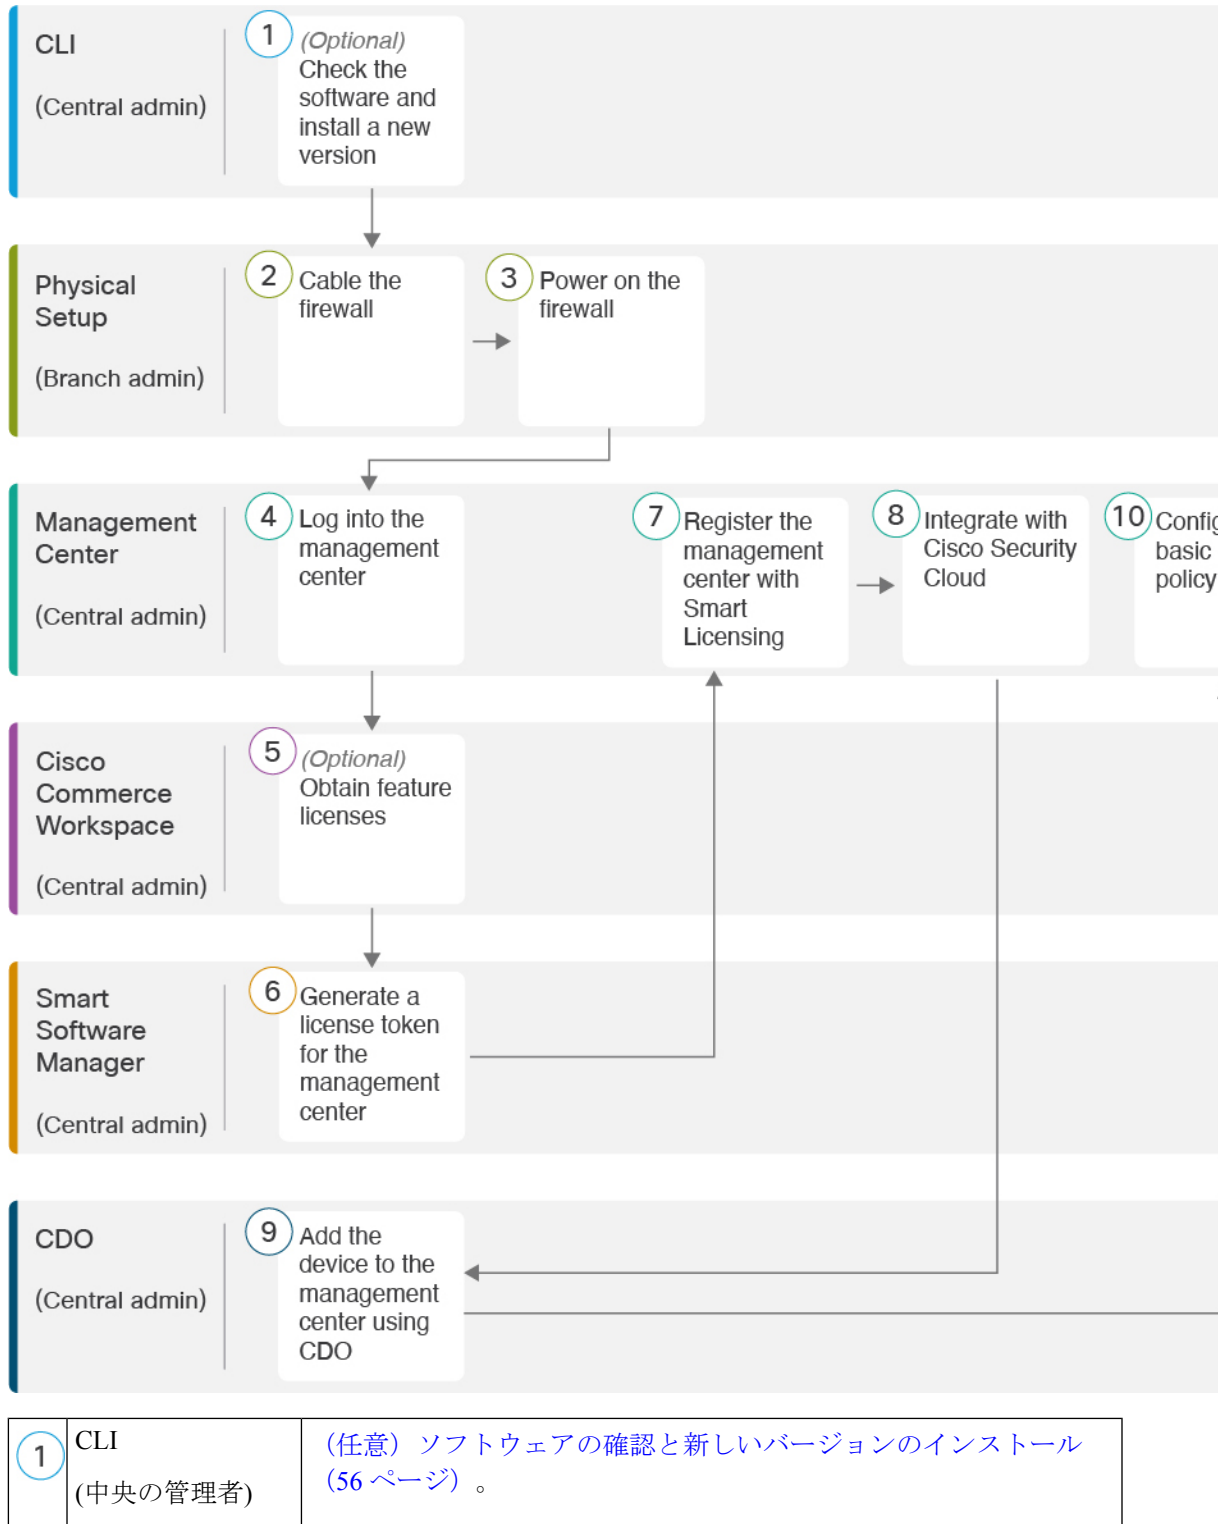 CLI
(Central admin)
1
(Optional)
Check the
software and
install a new
version
Physical
Setup
(Branch admin)
2
Cable the
firewall
3
Power on the
firewall
Management
Center
(Central admin)
4
Log into the
management
center
7
Register the
management
center with
Smart
Licensing
8
Integrate with
Cisco Security
Cloud
10
basic
policy
Cisco
Commerce
Workspace
(Central admin)
5
(Optional)
Obtain feature
licenses
Smart
Software
Manager
(Central admin)
6
Generate a
license token
for the
management
center
CDO
(Central admin)
9
Add the
device to the
management
center using
CDO
1
CLI
(中央の管理者)
（任意）ソフトウェアの確認と新しいバージョンのインストール
（56 ページ）。